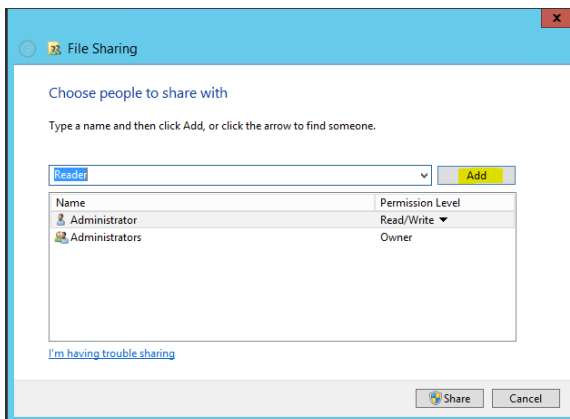 File Sharing
Choose people to share with
Type a name and then click Add, or click the arrow to find someone.
Reader Add
Name Permission Level
Administrator Read/Write
Administrators Owner
I'm having trouble sharing
Share Cancel